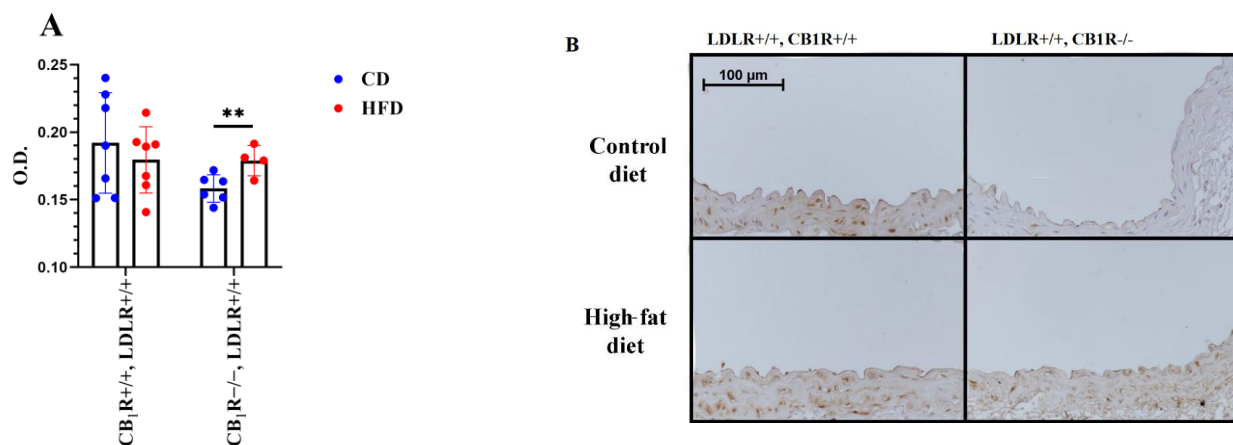 A
0.25
0.20
0.15
0.10
O.D.
**
CD
HFD
CB₁R+/+, LDLR+/+
CB₁R−/−, LDLR+/+
B
LDLR+/+, CB1R+/+
LDLR+/+, CB1R-/-
100 µm
Control
diet
High-fat
diet